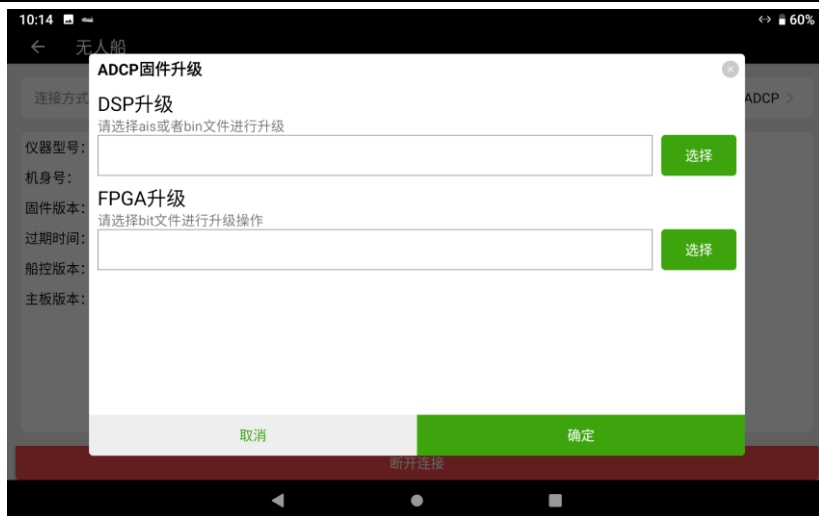 10:14 60%
无人船
ADCP固件升级
连接方式 ADCP
DSP升级
请选择ais或者bin文件进行升级
选择
仪器型号:
机身号:
固件版本:
FPGA升级
请选择bit文件进行升级操作
选择
过期时间:
船控版本:
主板版本:
取消 确定
断开连接